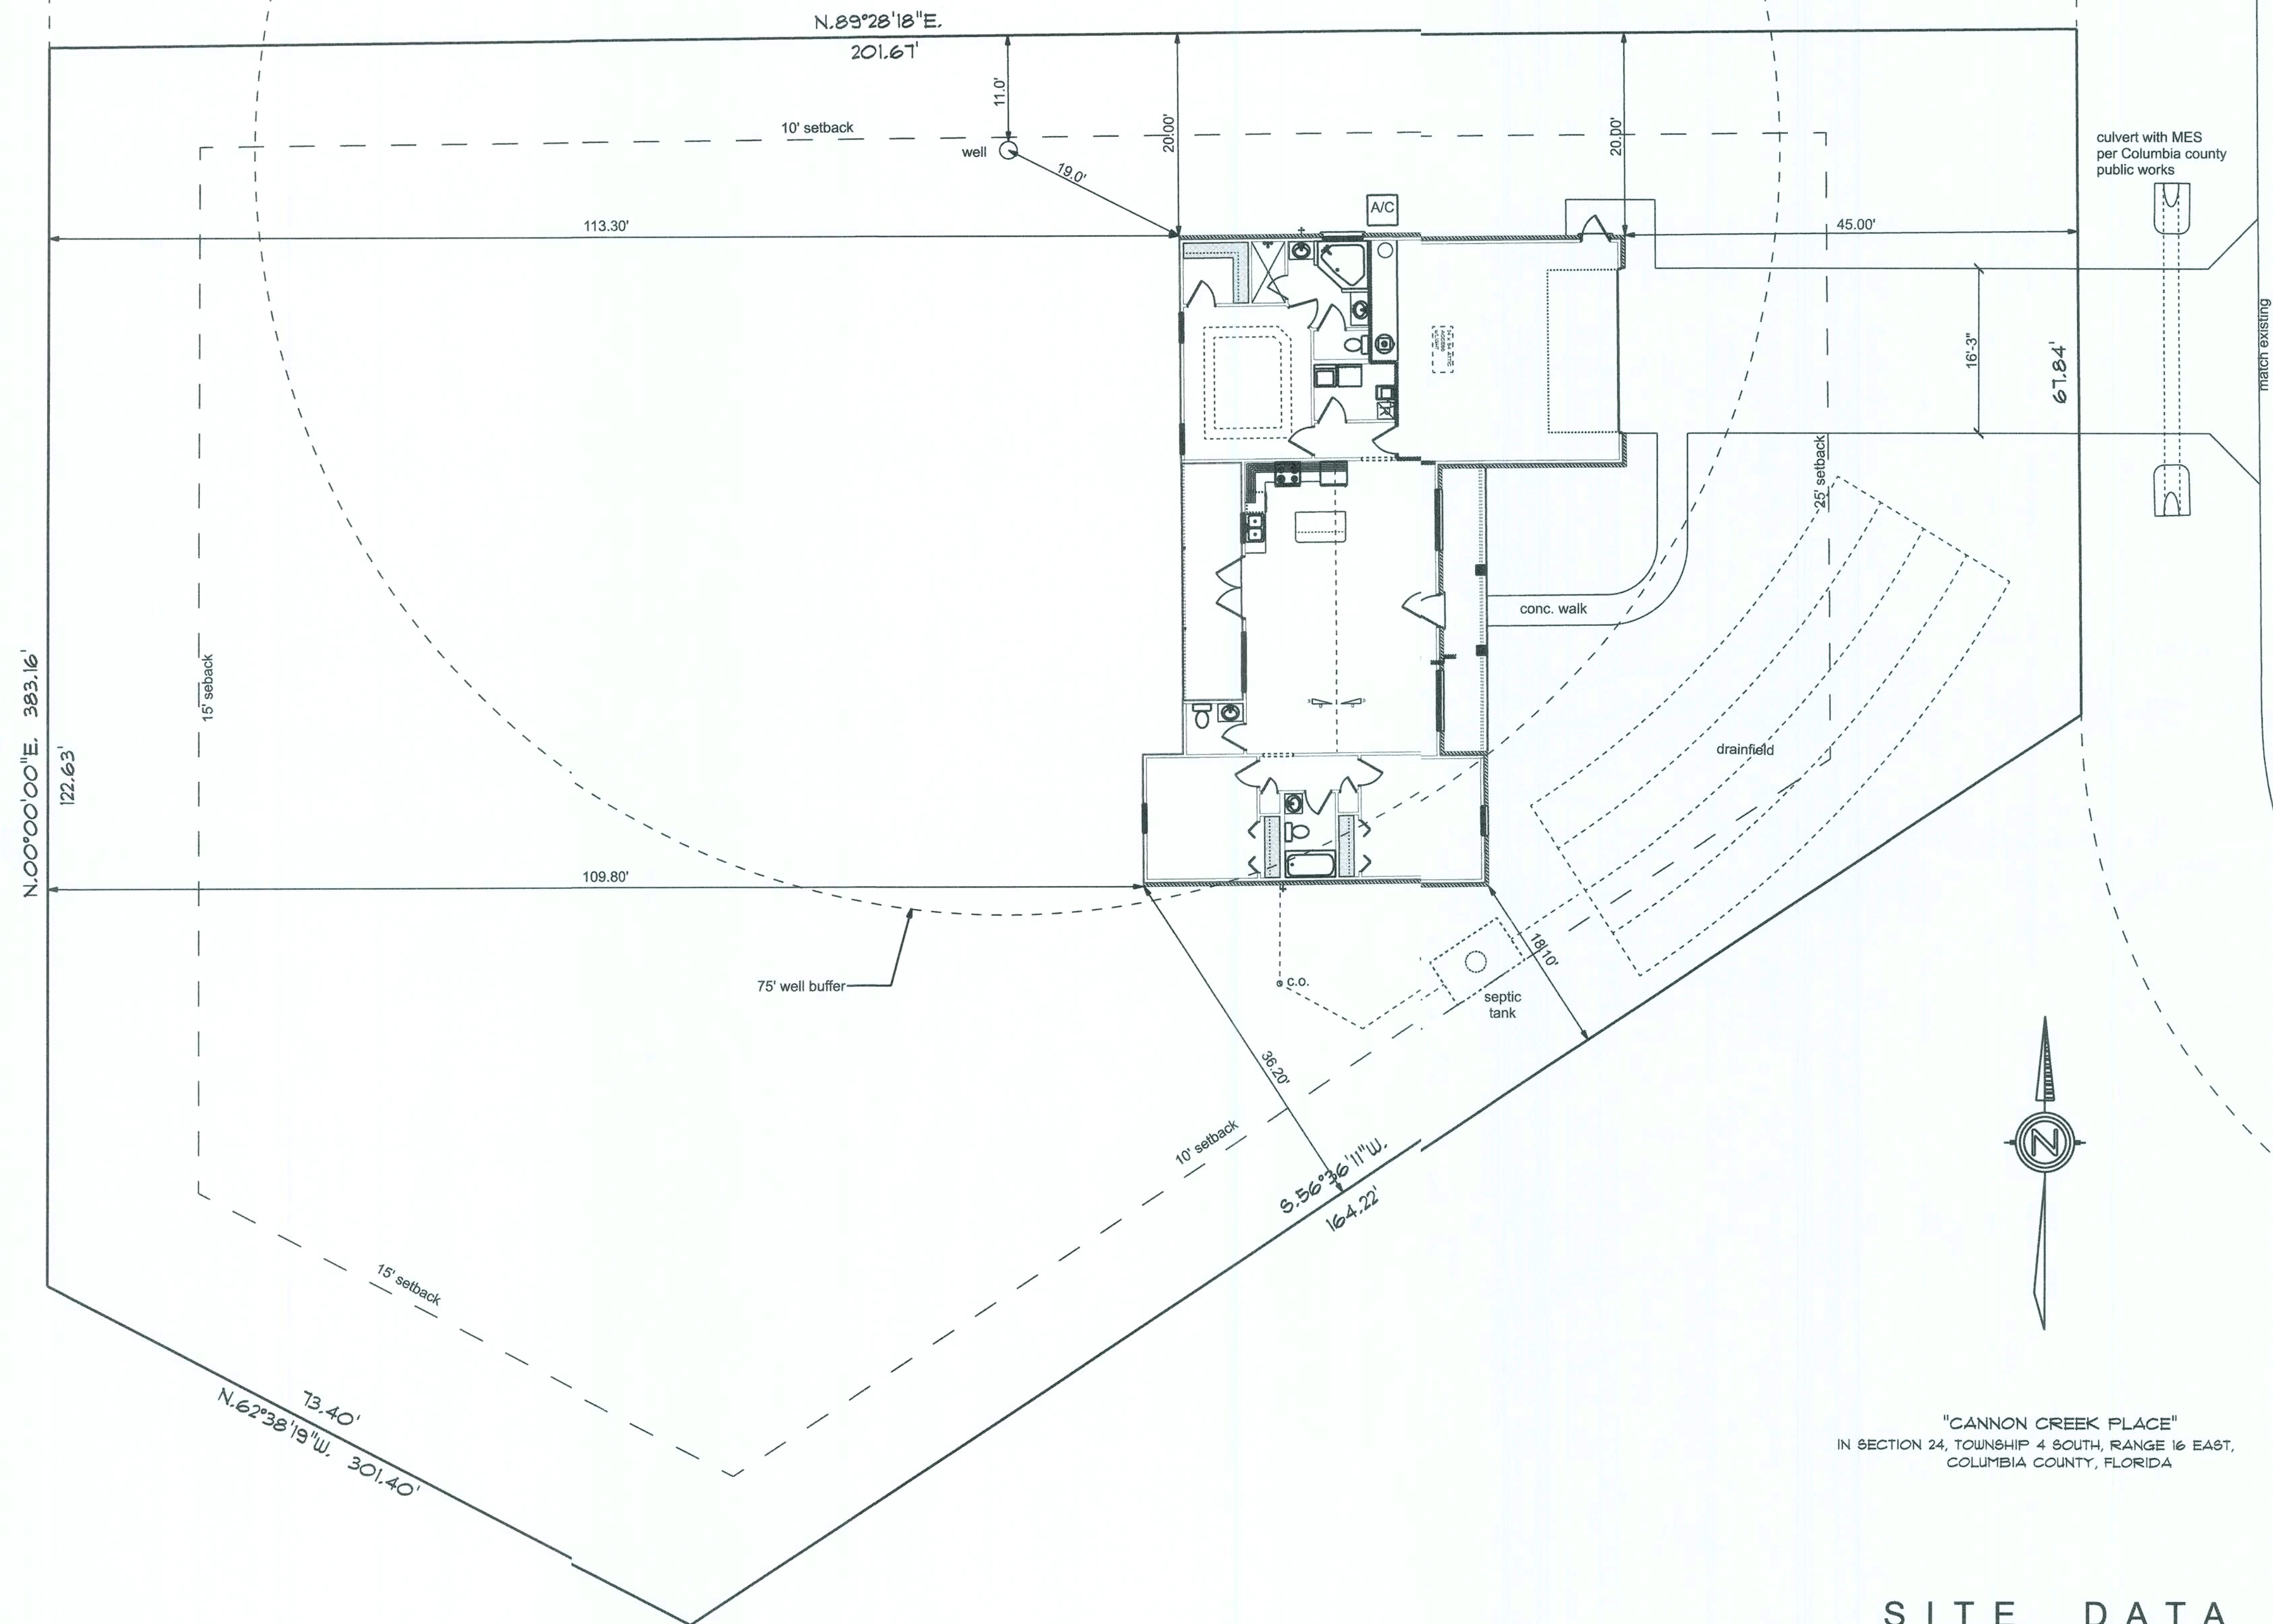 N.89°28'18"E.
201.67'
11.0'
10' setback
20.00'
20.00'
well
19.0'
culvert with MES
per Columbia county
public works
A/C
113.30'
45.00'
16'-3"
67.84'
match existing
25' setback
conc. walk
15' seback
N.00°00'00"E. 383.16'
122.63'
drainfield
109.80'
75' well buffer
c.o.
18.10'
septic
tank
36.20'
10' setback
S.56°36'11"W.
164.22'
N
15' setback
73.40'
N.62°38'19"W. 301.40'
"CANNON CREEK PLACE"
IN SECTION 24, TOWNSHIP 4 SOUTH, RANGE 16 EAST,
COLUMBIA COUNTY, FLORIDA
SITE DATA